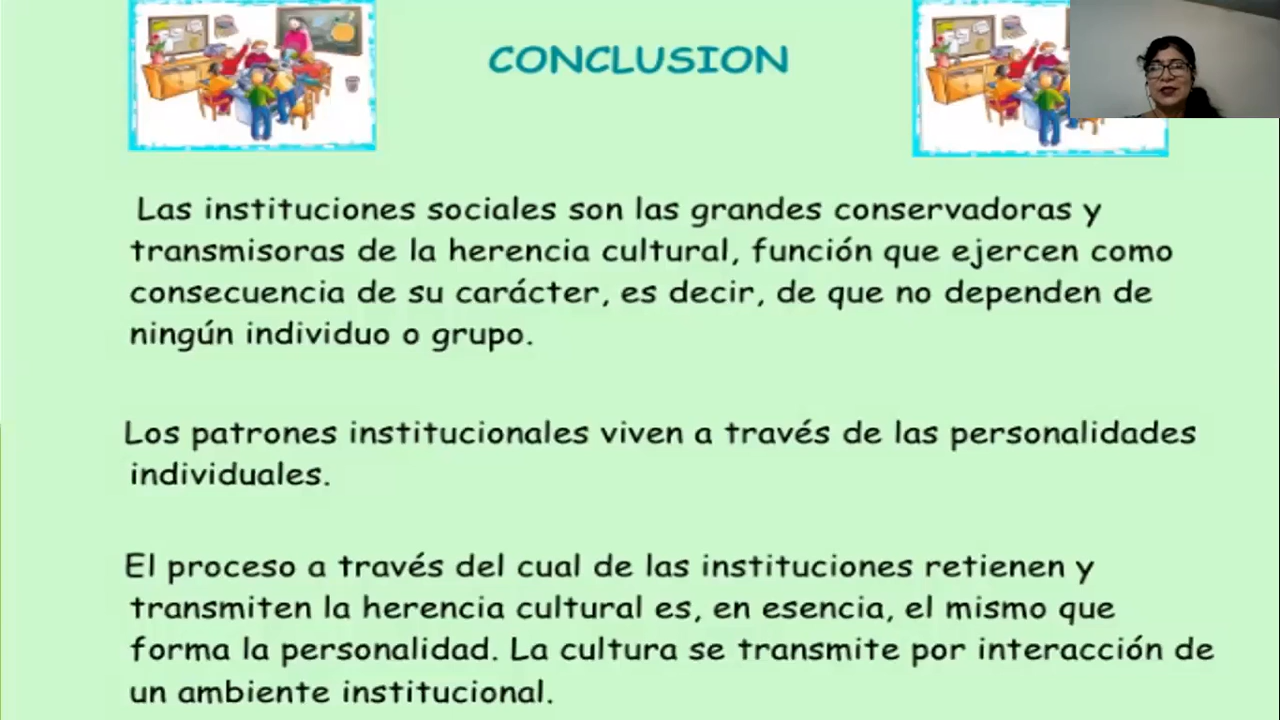 CONCLUSION
Las instituciones sociales son las grandes conservadoras y
transmisoras de la herencia cultural, función que ejercen como
consecuencia de su carácter, es decir, de que no dependen de
ningún individuo o grupo.
Los patrones institucionales viven a través de las personalidades
individuales.
El proceso a través del cual de las instituciones retienen y
transmiten la herencia cultural es, en esencia, el mismo que
forma la personalidad. La cultura se transmite por interacción de
un ambiente institucional.